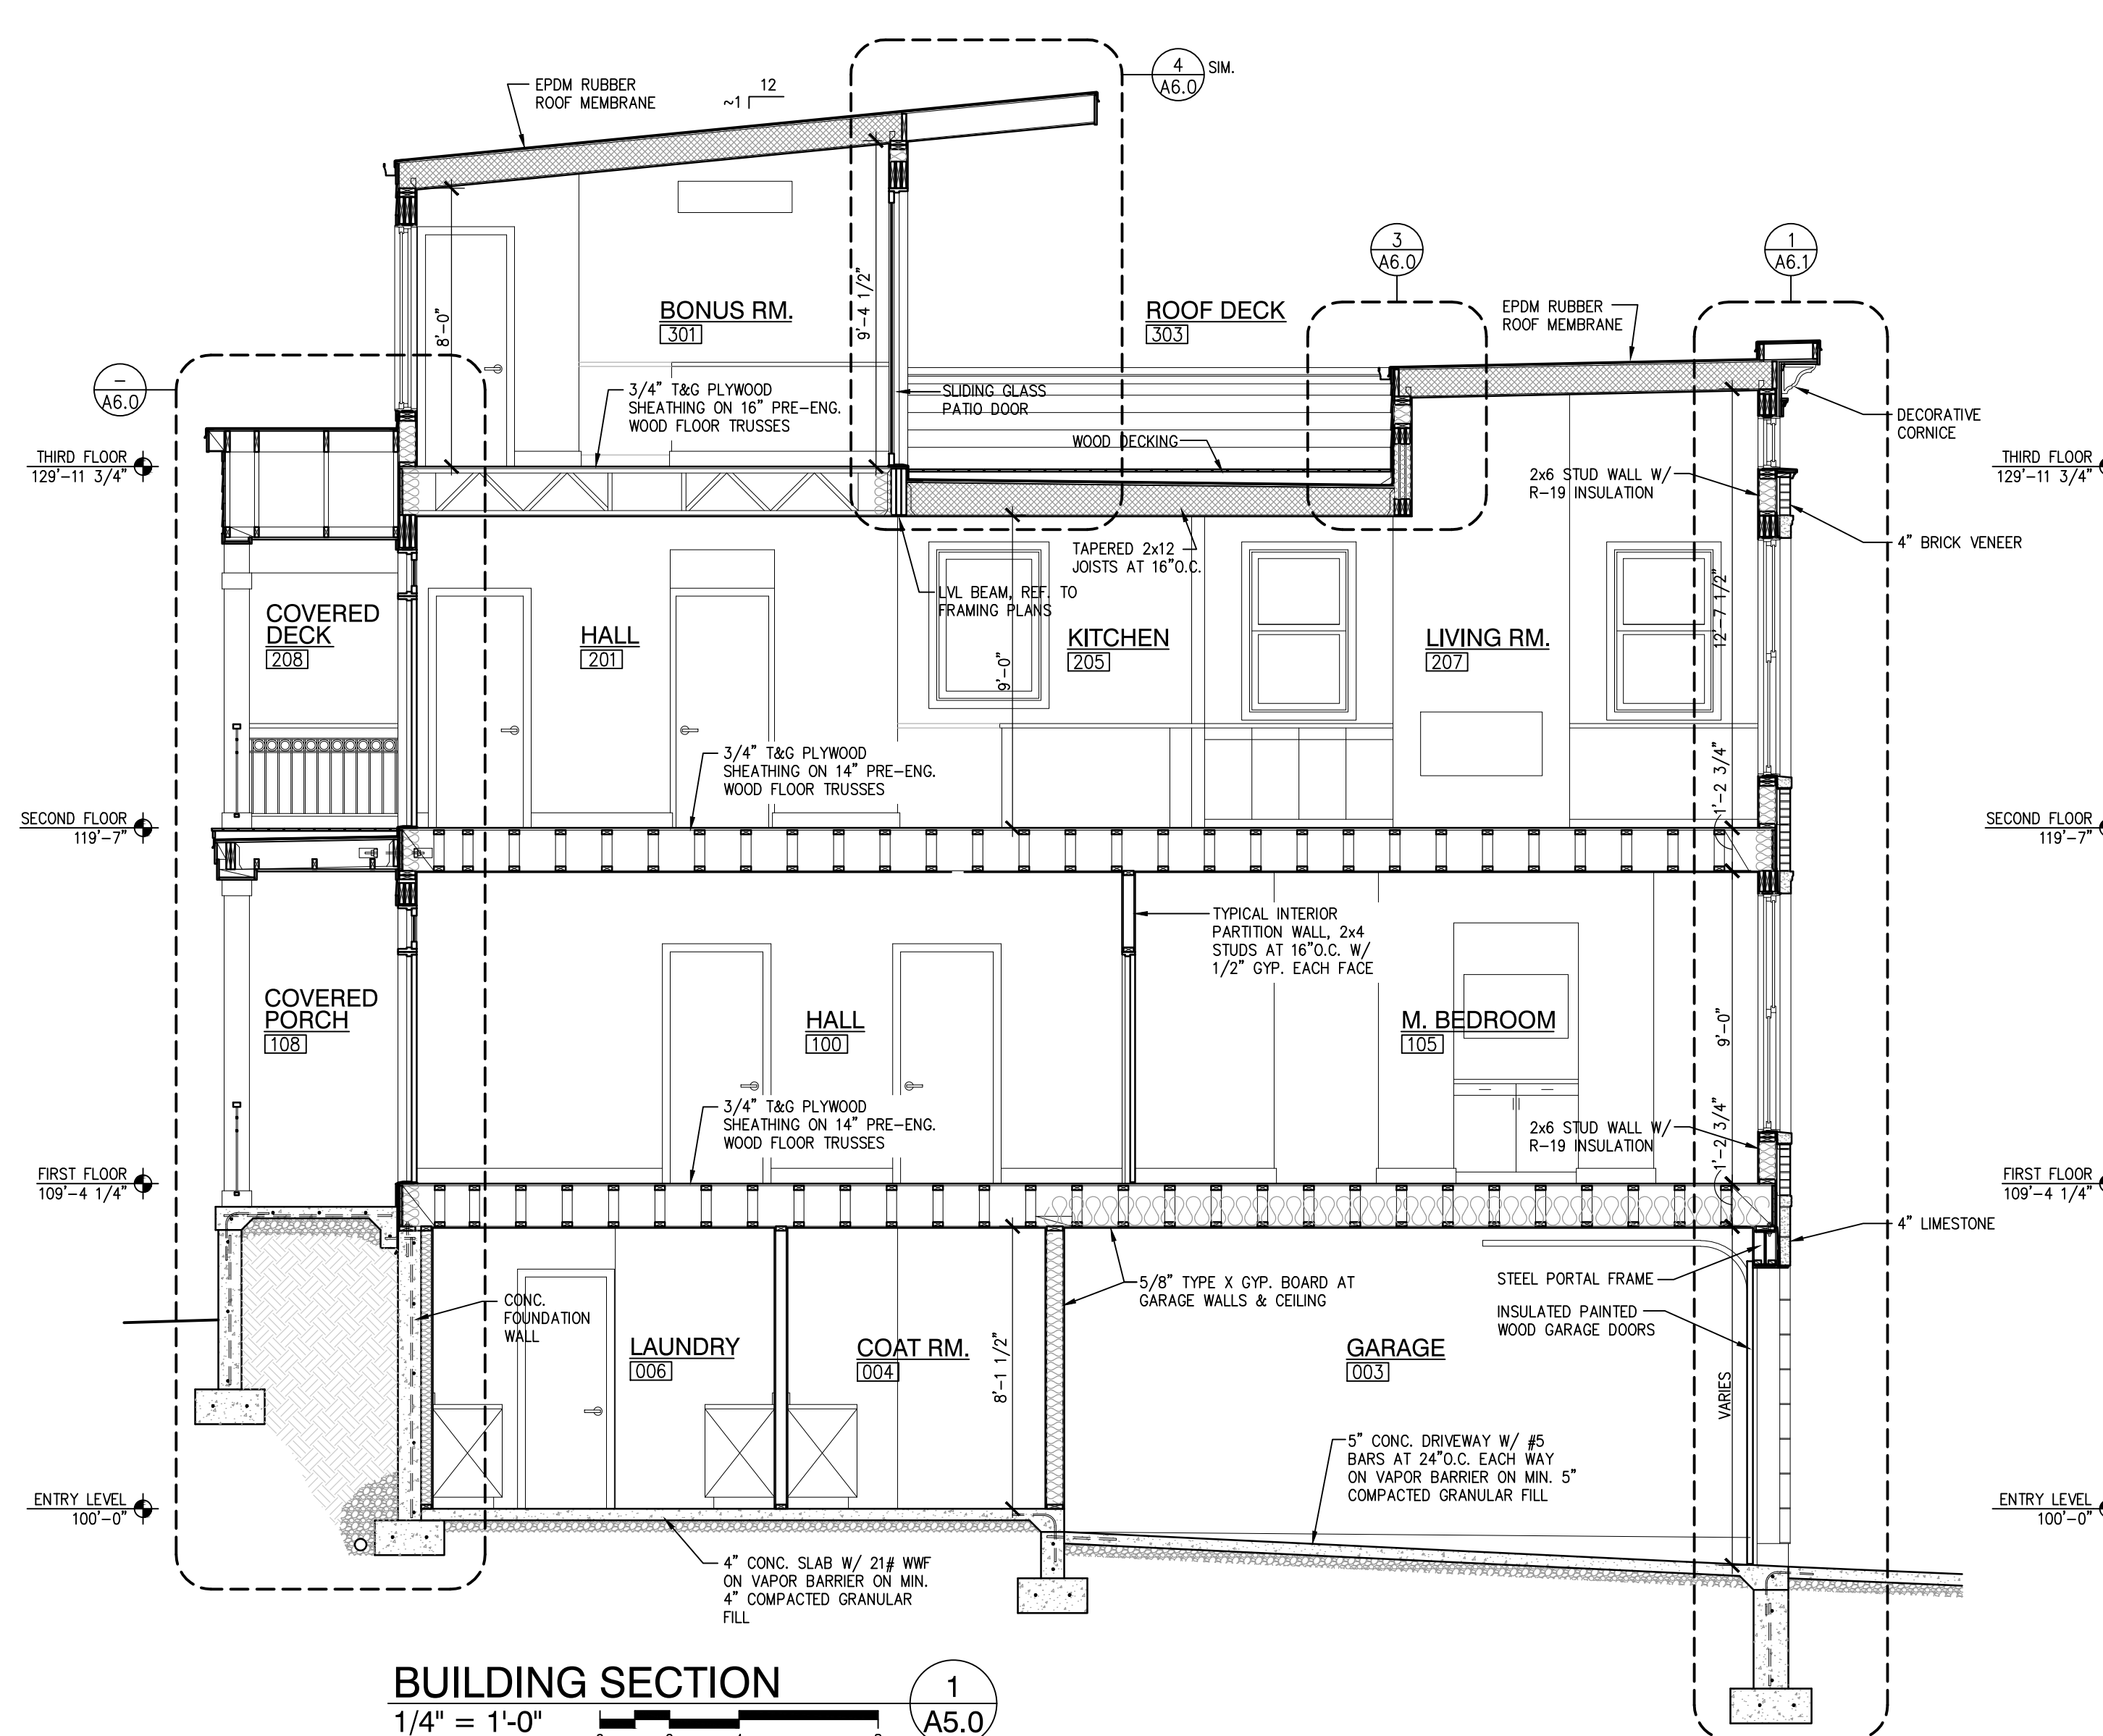 EPDM RUBBER
ROOF MEMBRANE
12
~1
4
A6.0
SIM.
3
A6.0
1
A6.1
8'-0"
BONUS RM.
301
9'-4 1/2"
ROOF DECK
303
EPDM RUBBER
ROOF MEMBRANE
–
A6.0
3/4" T&G PLYWOOD
SHEATHING ON 16" PRE-ENG.
WOOD FLOOR TRUSSES
SLIDING GLASS
PATIO DOOR
WOOD DECKING
DECORATIVE
CORNICE
THIRD FLOOR
129'-11 3/4"
2x6 STUD WALL W/
R-19 INSULATION
THIRD FLOOR
129'-11 3/4"
4" BRICK VENEER
TAPERED 2x12
JOISTS AT 16"O.C.
LVL BEAM, REF. TO
FRAMING PLANS
COVERED
DECK
208
HALL
201
9'-0"
KITCHEN
205
LIVING RM.
207
12'-7 1/2"
3/4" T&G PLYWOOD
SHEATHING ON 14" PRE-ENG.
WOOD FLOOR TRUSSES
1'-2 3/4"
SECOND FLOOR
119'-7"
SECOND FLOOR
119'-7"
TYPICAL INTERIOR
PARTITION WALL, 2x4
STUDS AT 16"O.C. W/
1/2" GYP. EACH FACE
COVERED
PORCH
108
HALL
100
M. BEDROOM
105
9'-0"
3/4" T&G PLYWOOD
SHEATHING ON 14" PRE-ENG.
WOOD FLOOR TRUSSES
2x6 STUD WALL W/
R-19 INSULATION
1'-2 3/4"
FIRST FLOOR
109'-4 1/4"
FIRST FLOOR
109'-4 1/4"
4" LIMESTONE
5/8" TYPE X GYP. BOARD AT
GARAGE WALLS & CEILING
STEEL PORTAL FRAME
INSULATED PAINTED
WOOD GARAGE DOORS
CONC.
FOUNDATION
WALL
LAUNDRY
006
COAT RM.
004
8'-1 1/2"
GARAGE
003
VARIES
5" CONC. DRIVEWAY W/ #5
BARS AT 24"O.C. EACH WAY
ON VAPOR BARRIER ON MIN. 5"
COMPACTED GRANULAR FILL
ENTRY LEVEL
100'-0"
ENTRY LEVEL
100'-0"
4" CONC. SLAB W/ 21# WWF
ON VAPOR BARRIER ON MIN.
4" COMPACTED GRANULAR
FILL
BUILDING SECTION
1/4" = 1'-0"
1
A5.0